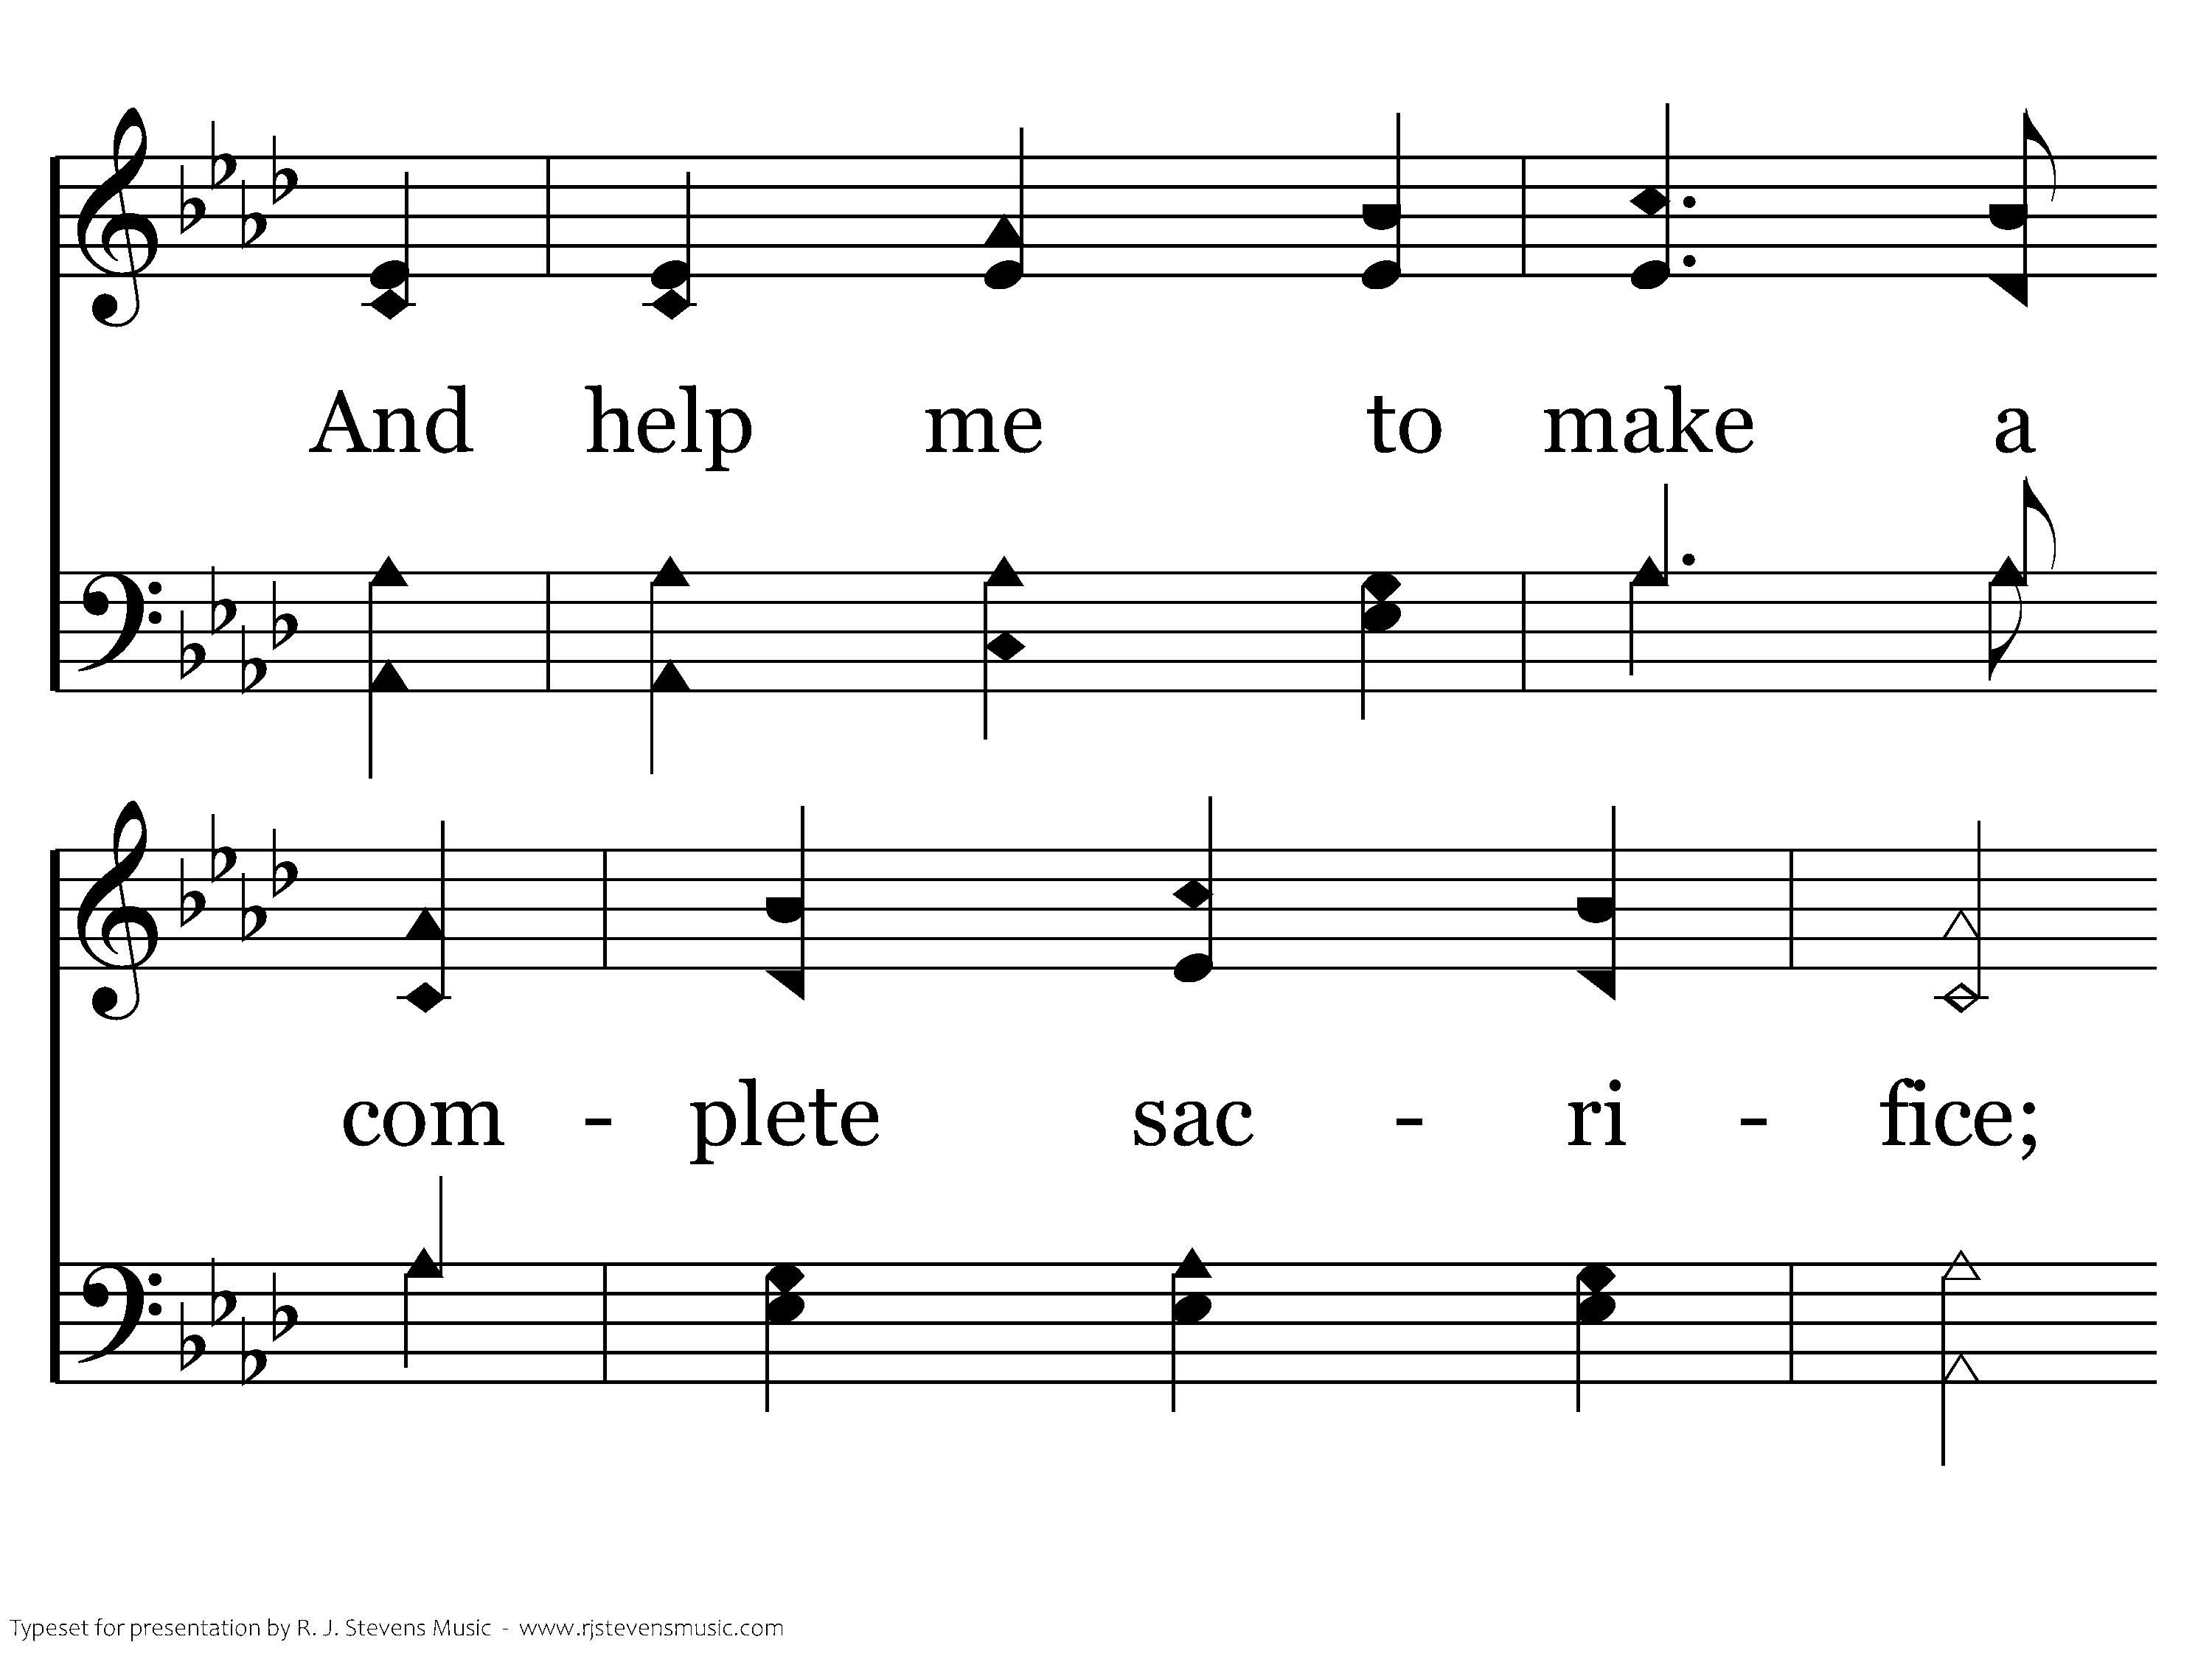 And help me to make a
com - plete sac - ri - fice;
Typeset for presentation by R. J. Stevens Music - www.rjstevensmusic.com